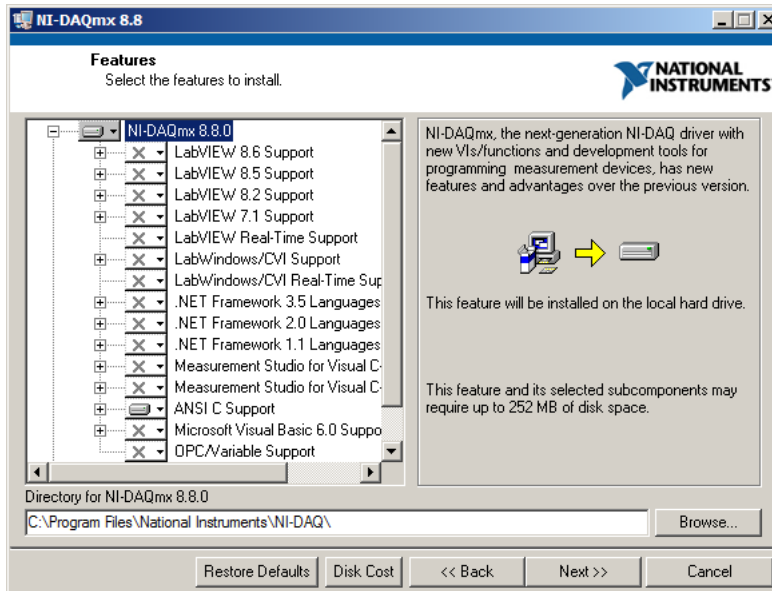 NI-DAQmx 8.8
Features
Select the features to install.
NATIONAL
INSTRUMENTS
NI-DAQmx 8.8.0
LabVIEW 8.6 Support
LabVIEW 8.5 Support
LabVIEW 8.2 Support
LabVIEW 7.1 Support
LabVIEW Real-Time Support
LabWindows/CVI Support
LabWindows/CVI Real-Time Sup
.NET Framework 3.5 Languages
.NET Framework 2.0 Languages
.NET Framework 1.1 Languages
Measurement Studio for Visual C-
Measurement Studio for Visual C-
ANSI C Support
Microsoft Visual Basic 6.0 Suppo
OPC/Variable Support
NI-DAQmx, the next-generation NI-DAQ driver with
new VIs/functions and development tools for
programming measurement devices, has new
features and advantages over the previous version.
This feature will be installed on the local hard drive.
This feature and its selected subcomponents may
require up to 252 MB of disk space.
Directory for NI-DAQmx 8.8.0
C:\Program Files\National Instruments\NI-DAQ\
Browse...
Restore Defaults
Disk Cost
<< Back
Next >>
Cancel